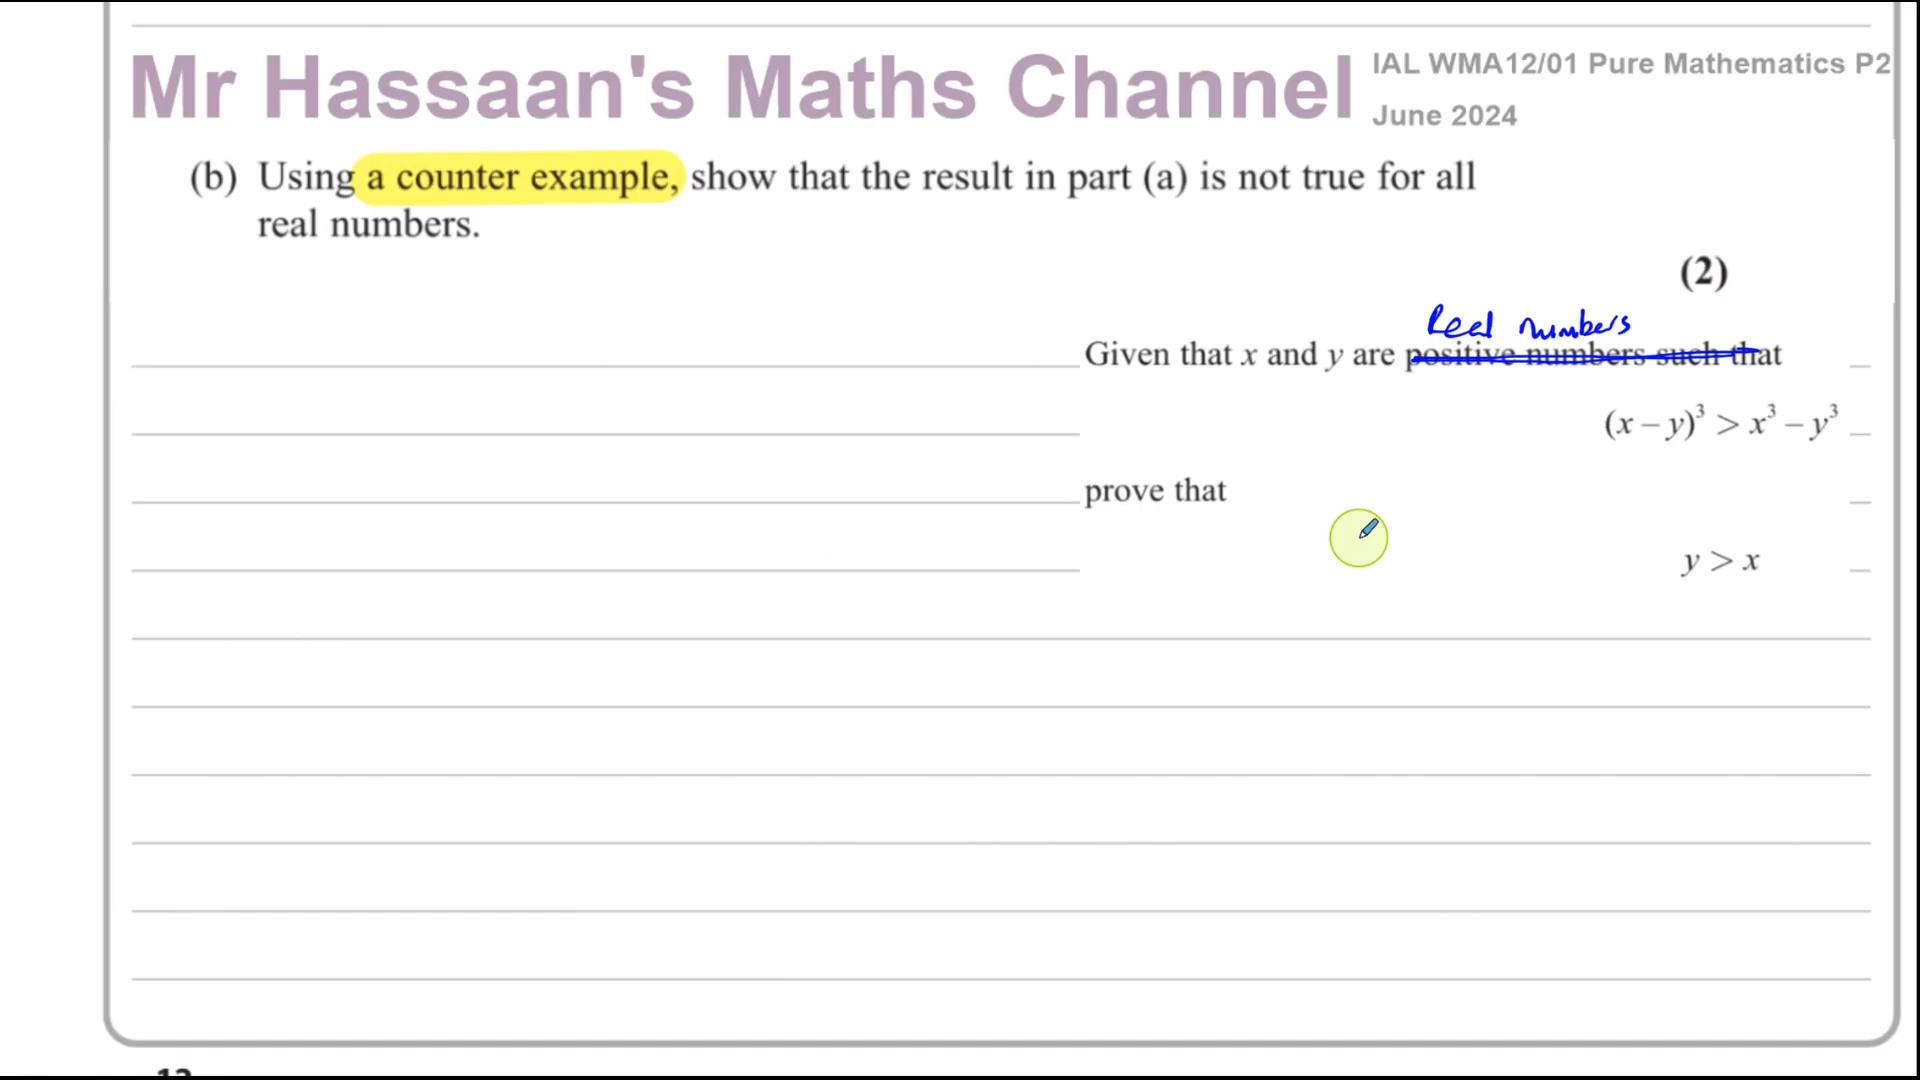 Mr Hassaan's Maths Channel
IAL WMA12/01 Pure Mathematics P2
June 2024
(b) Using a counter example, show that the result in part (a) is not true for all
real numbers.
(2)
Real numbers
Given that x and y are positive numbers such that
(x – y)³ > x³ – y³
prove that
y > x